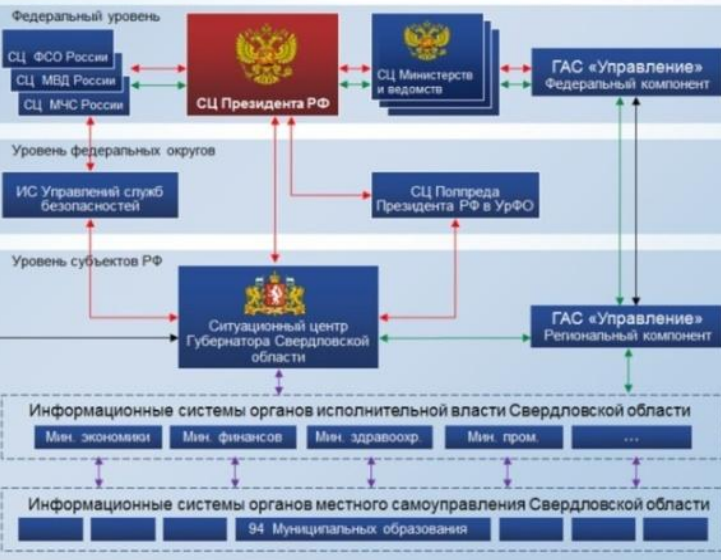 Федеральный уровень
СЦ ФСО России
СЦ МВД России
СЦ МЧС России
СЦ Президента РФ
СЦ Министерств
и ведомств
ГАС «Управление»
Федеральный компонент
Уровень федеральных округов
ИС Управлений служб
безопасностей
СЦ Полпреда
Президента РФ в УрФО
Уровень субъектов РФ
Ситуационный центр
Губернатора Свердловской
области
ГАС «Управление»
Региональный компонент
Информационные системы органов исполнительной власти Свердловской области
Мин. экономики
Мин. финансов
Мин. здравоохр.
Мин. пром.
...
Информационные системы органов местного самоуправления Свердловской области
94 Муниципальных образования